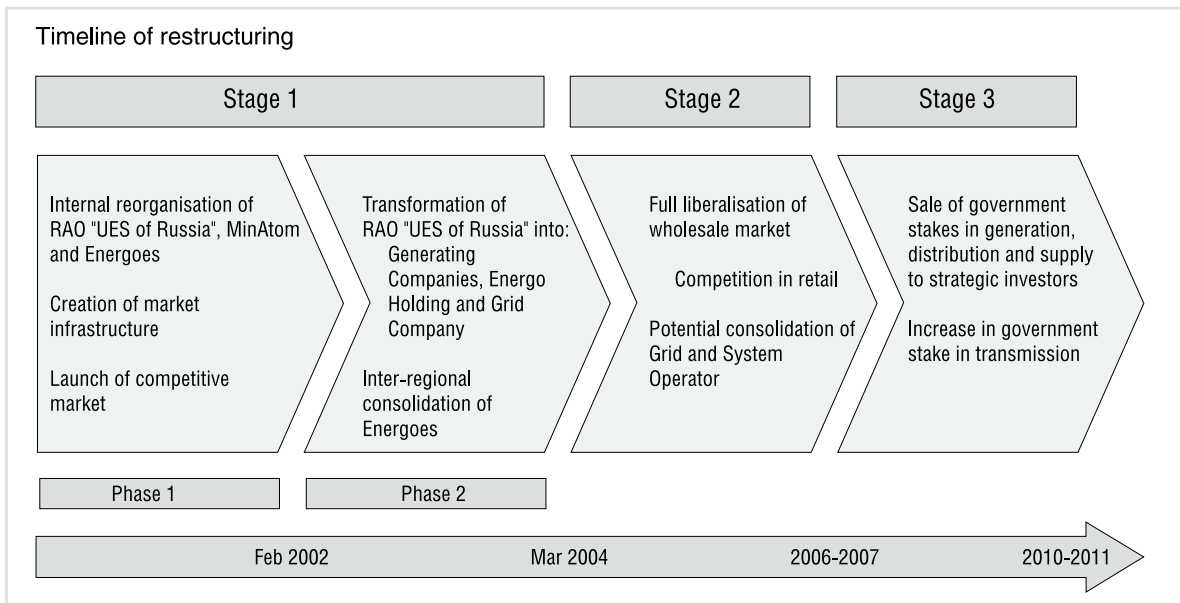 Timeline of restructuring
Stage 1
Stage 2
Stage 3
Internal reorganisation of
RAO "UES of Russia", MinAtom
and Energoes
Creation of market
infrastructure
Launch of competitive
market
Transformation of
RAO "UES of Russia" into:
Generating
Companies, Energo
Holding and Grid
Company
Inter-regional
consolidation of
Energoes
Full liberalisation of
wholesale market
Competition in retail
Potential consolidation of
Grid and System
Operator
Sale of government
stakes in generation,
distribution and supply
to strategic investors
Increase in government
stake in transmission
Phase 1
Phase 2
Feb 2002
Mar 2004
2006-2007
2010-2011